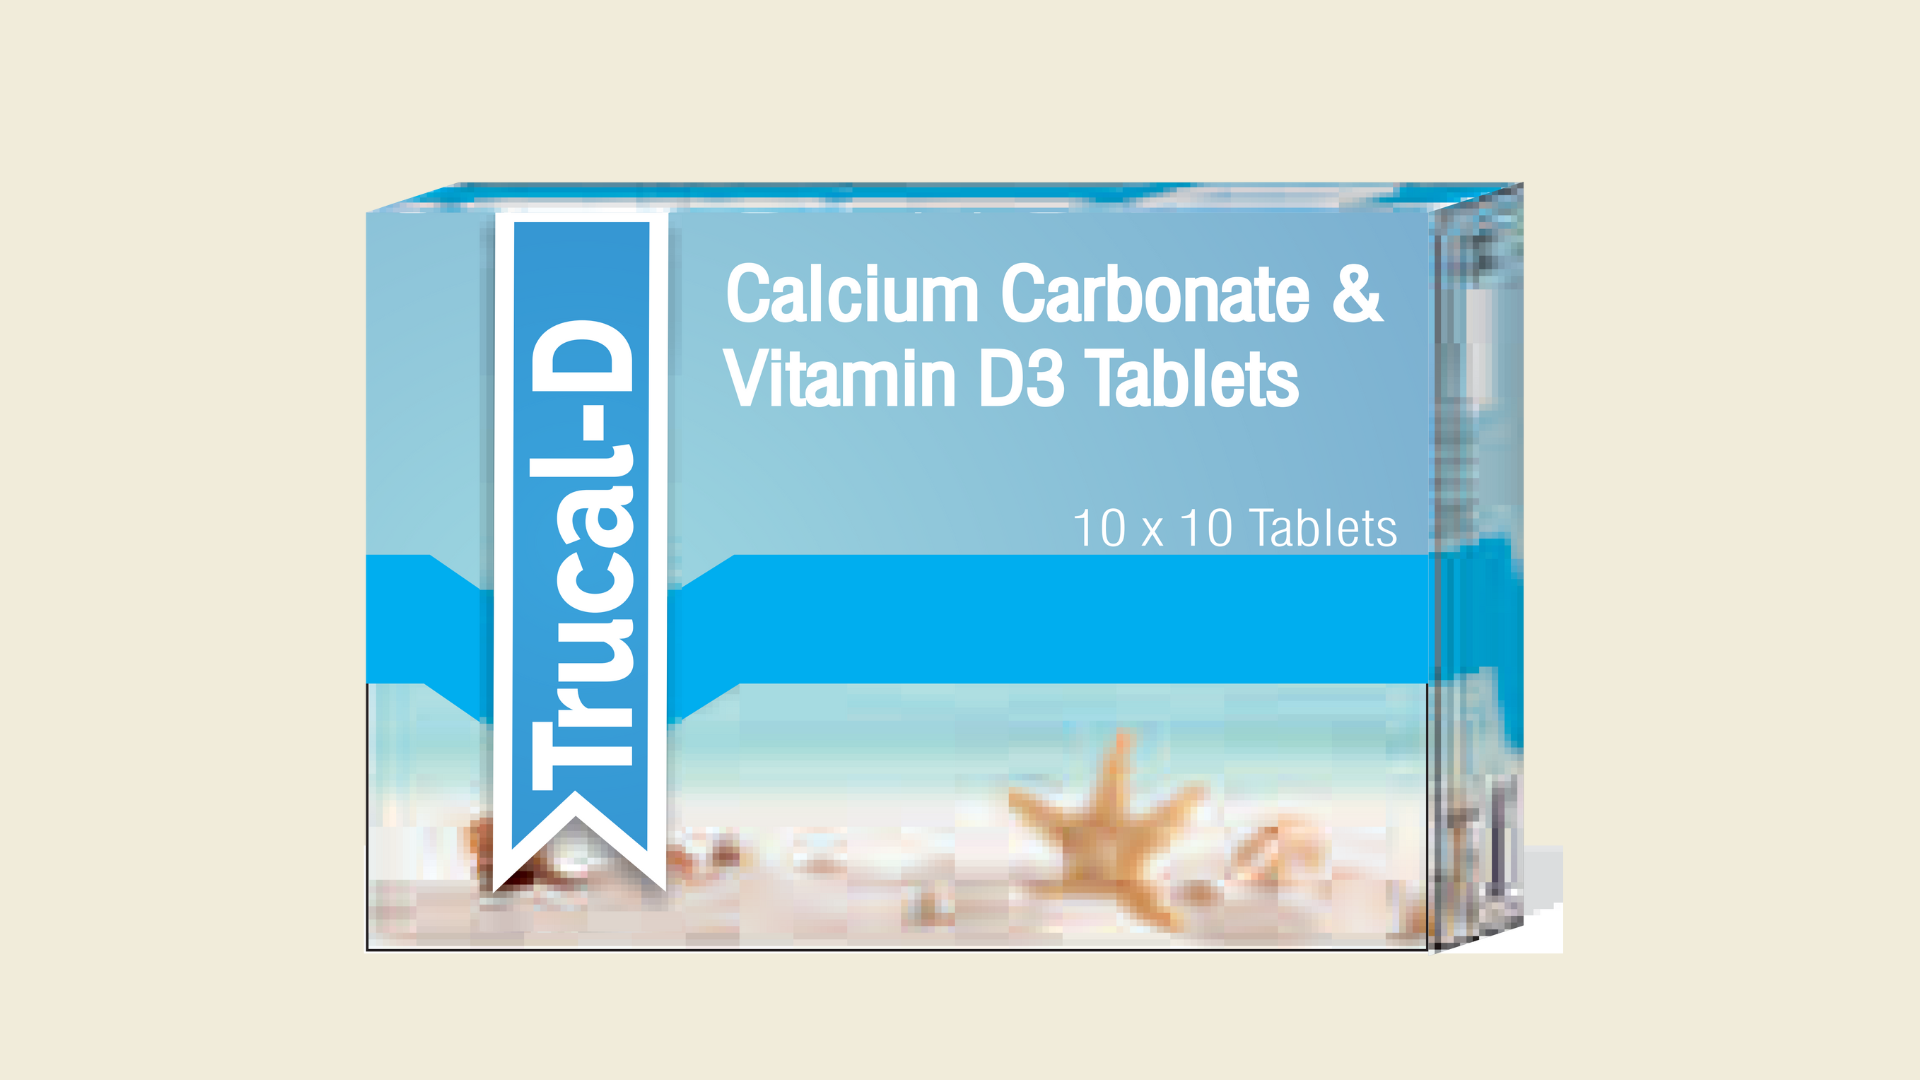 Trucal-D
Calcium Carbonate &
Vitamin D3 Tablets
10 x 10 Tablets